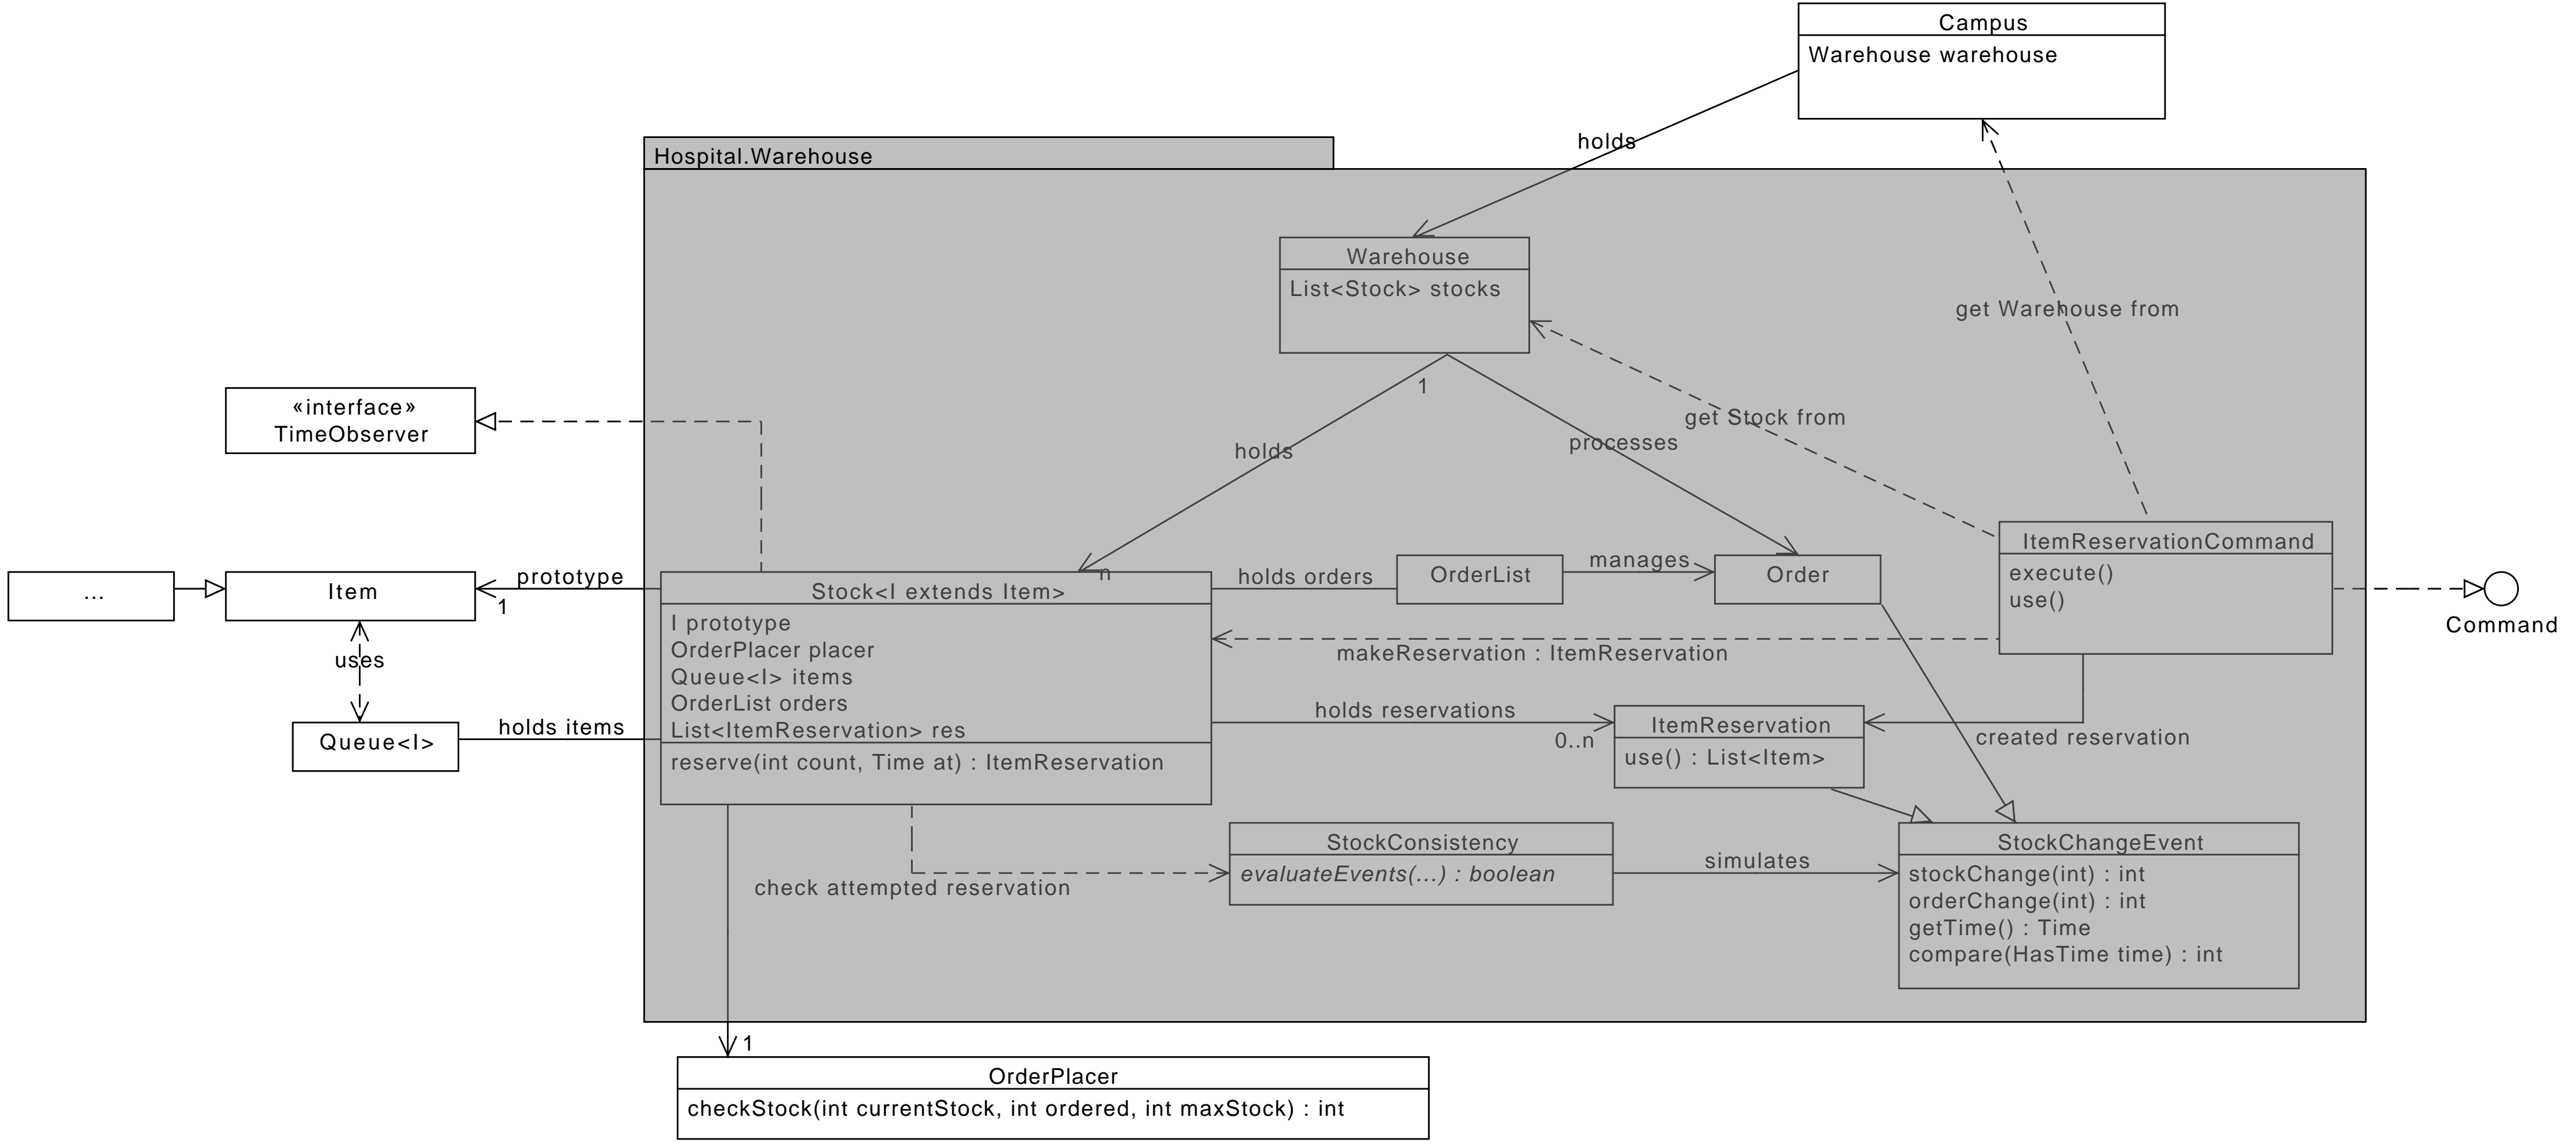 Campus
Warehouse warehouse
holds
Hospital.Warehouse
Warehouse
List<Stock> stocks
get Warehouse from
1
«interface»
TimeObserver
get Stock from
processes
holds
ItemReservationCommand
execute()
use()
n
prototype
1
...
Item
Stock<I extends Item>
I prototype
OrderPlacer placer
Queue<I> items
OrderList orders
List<ItemReservation> res
reserve(int count, Time at) : ItemReservation
holds orders
OrderList
manages
Order
Command
makeReservation : ItemReservation
uses
holds reservations
0..n
ItemReservation
use() : List<Item>
created reservation
Queue<I>
holds items
StockConsistency
evaluateEvents(...) : boolean
simulates
StockChangeEvent
stockChange(int) : int
orderChange(int) : int
getTime() : Time
compare(HasTime time) : int
check attempted reservation
1
OrderPlacer
checkStock(int currentStock, int ordered, int maxStock) : int